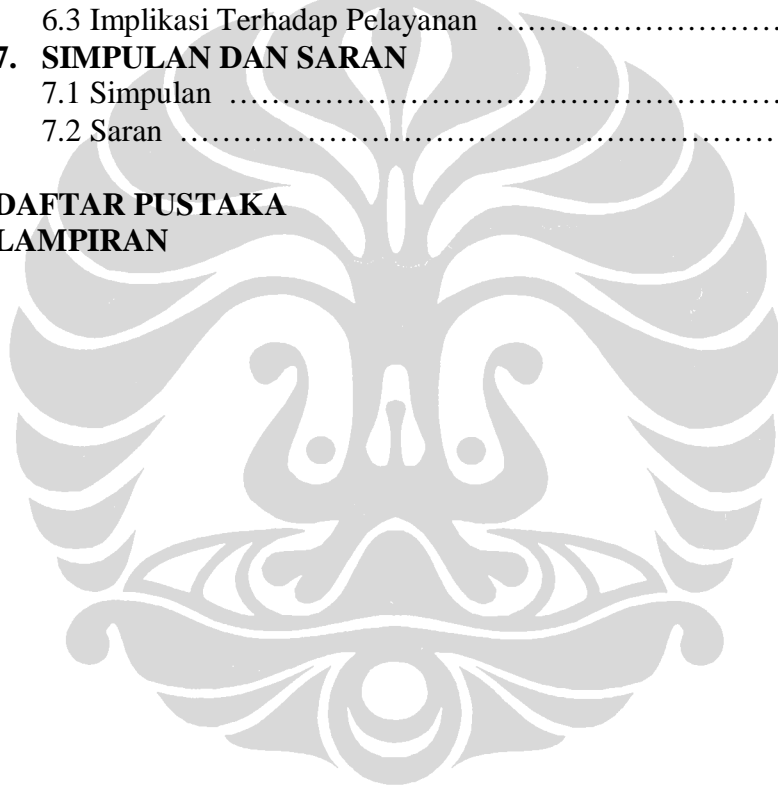 6.3 Implikasi Terhadap Pelayanan ………………………
7. SIMPULAN DAN SARAN
7.1 Simpulan ……………………………………………
7.2 Saran …………………………………………………
DAFTAR PUSTAKA
LAMPIRAN